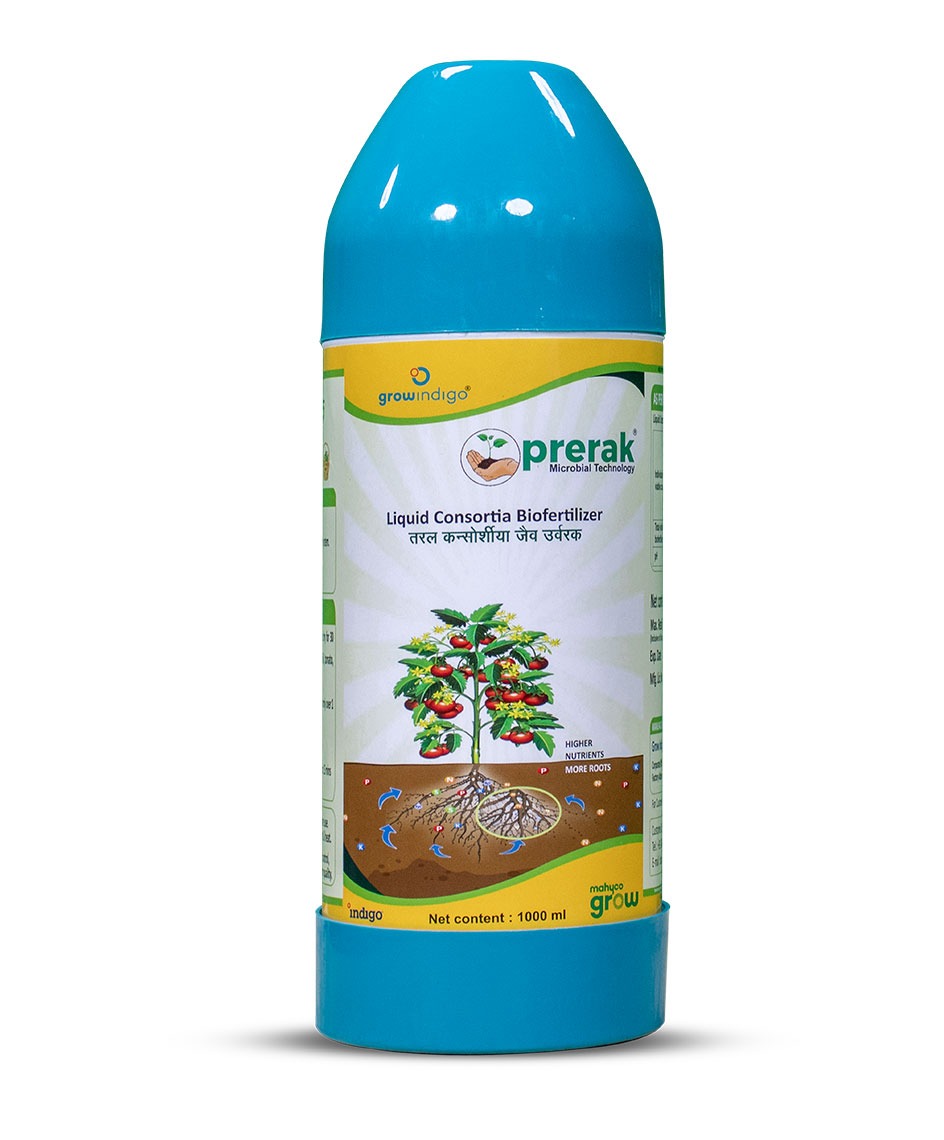 growindigo®
prerak®
Microbial Technology
Liquid Consortia Biofertilizer
तरल कन्सोर्शीया जैव उर्वरक
HIGHER
NUTRIENTS
MORE ROOTS
indigo
Net content : 1000 ml
mahyco
grow